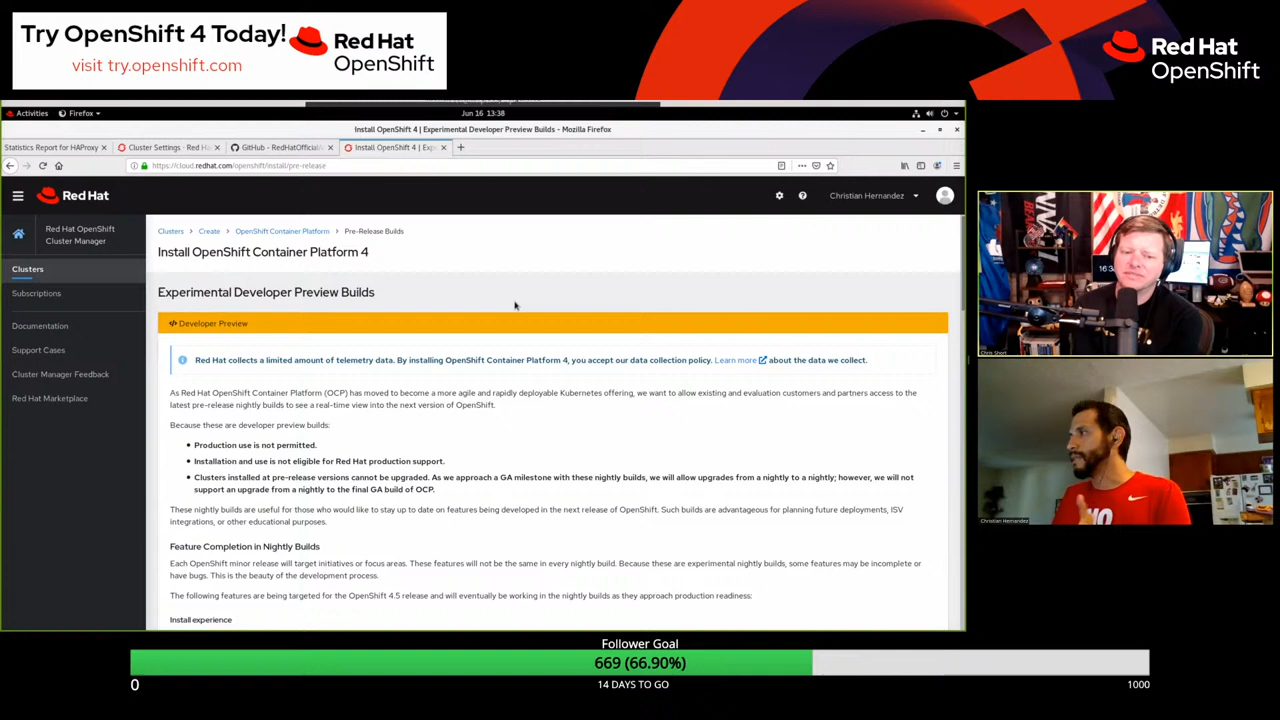 Try OpenShift 4 Today!
visit try.openshift.com
Red Hat
OpenShift
Red Hat
OpenShift
Activities
Firefox
Jun 16 13:38
Install OpenShift 4 | Experimental Developer Preview Builds - Mozilla Firefox
Statistics Report for HAProxy
Cluster Settings · Red Ha
GitHub - RedHatOfficial/
Install OpenShift 4 | Exp
https://cloud.redhat.com/openshift/install/pre-release
Red Hat
Christian Hernandez
Red Hat OpenShift
Cluster Manager
Clusters
Subscriptions
Documentation
Support Cases
Cluster Manager Feedback
Red Hat Marketplace
Clusters > Create > OpenShift Container Platform > Pre-Release Builds
Install OpenShift Container Platform 4
Experimental Developer Preview Builds
</> Developer Preview
Red Hat collects a limited amount of telemetry data. By installing OpenShift Container Platform 4, you accept our data collection policy. Learn more about the data we collect.
As Red Hat OpenShift Container Platform (OCP) has moved to become a more agile and rapidly deployable Kubernetes offering, we want to allow existing and evaluation customers and partners access to the
latest pre-release nightly builds to see a real-time view into the next version of OpenShift.
Because these are developer preview builds:
• Production use is not permitted.
• Installation and use is not eligible for Red Hat production support.
• Clusters installed at pre-release versions cannot be upgraded. As we approach a GA milestone with these nightly builds, we will allow upgrades from a nightly to a nightly; however, we will not
support an upgrade from a nightly to the final GA build of OCP.
These nightly builds are useful for those who would like to stay up to date on features being developed in the next release of OpenShift. Such builds are advantageous for planning future deployments, ISV
integrations, or other educational purposes.
Feature Completion in Nightly Builds
Each OpenShift minor release will target initiatives or focus areas. These features will not be the same in every nightly build. Because these are experimental nightly builds, some features may be incomplete or
have bugs. This is the beauty of the development process.
The following features are being targeted for the OpenShift 4.5 release and will eventually be working in the nightly builds as they approach production readiness:
Install experience
Chris Short
Christian Hernandez
Follower Goal
669 (66.90%)
0
14 DAYS TO GO
1000